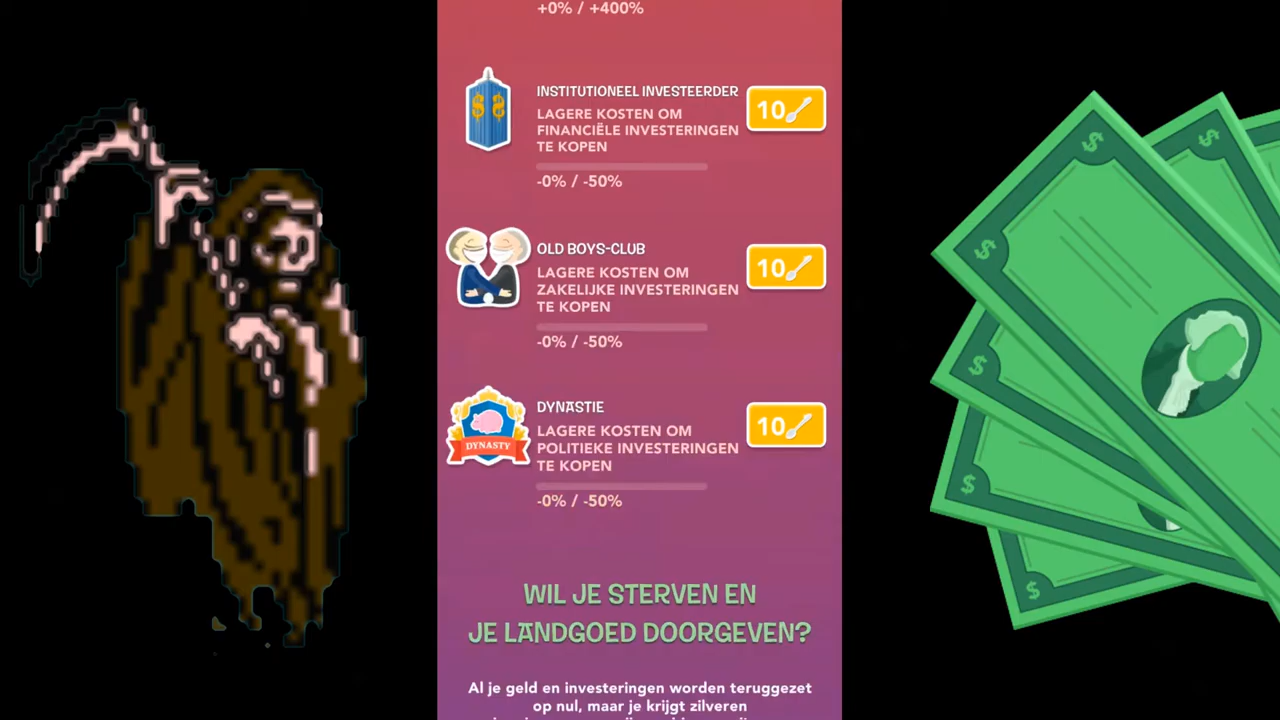 +0% / +400%
INSTITUTIONEEL INVESTEERDER
LAGERE KOSTEN OM
FINANCIËLE INVESTERINGEN
TE KOPEN
-0% / -50%
10
OLD BOYS-CLUB
LAGERE KOSTEN OM
ZAKELIJKE INVESTERINGEN
TE KOPEN
-0% / -50%
10
DYNASTY
DYNASTIE
LAGERE KOSTEN OM
POLITIEKE INVESTERINGEN
TE KOPEN
-0% / -50%
10
WIL JE STERVEN EN
JE LANDGOED DOORGEVEN?
Al je geld en investeringen worden teruggezet
op nul, maar je krijgt zilveren